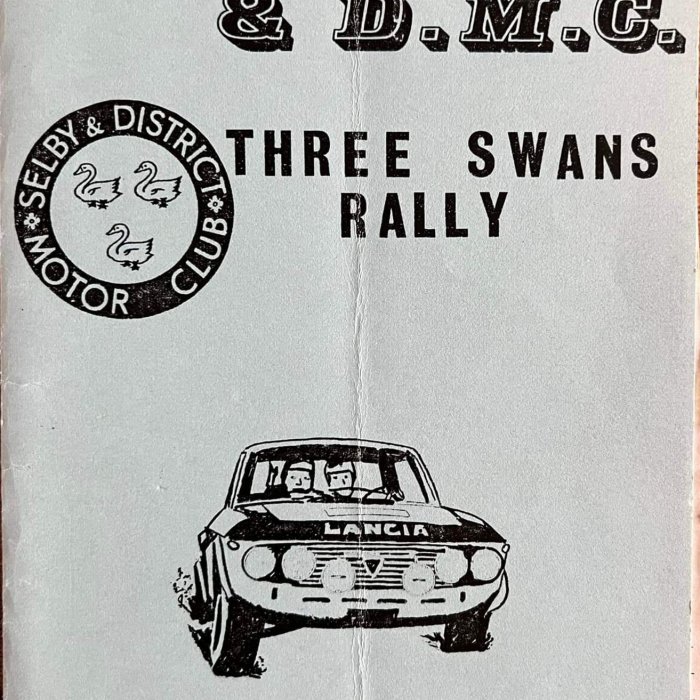 & D.M.C.
SELBY & DISTRICT
MOTOR CLUB
THREE SWANS
RALLY
LANCIA